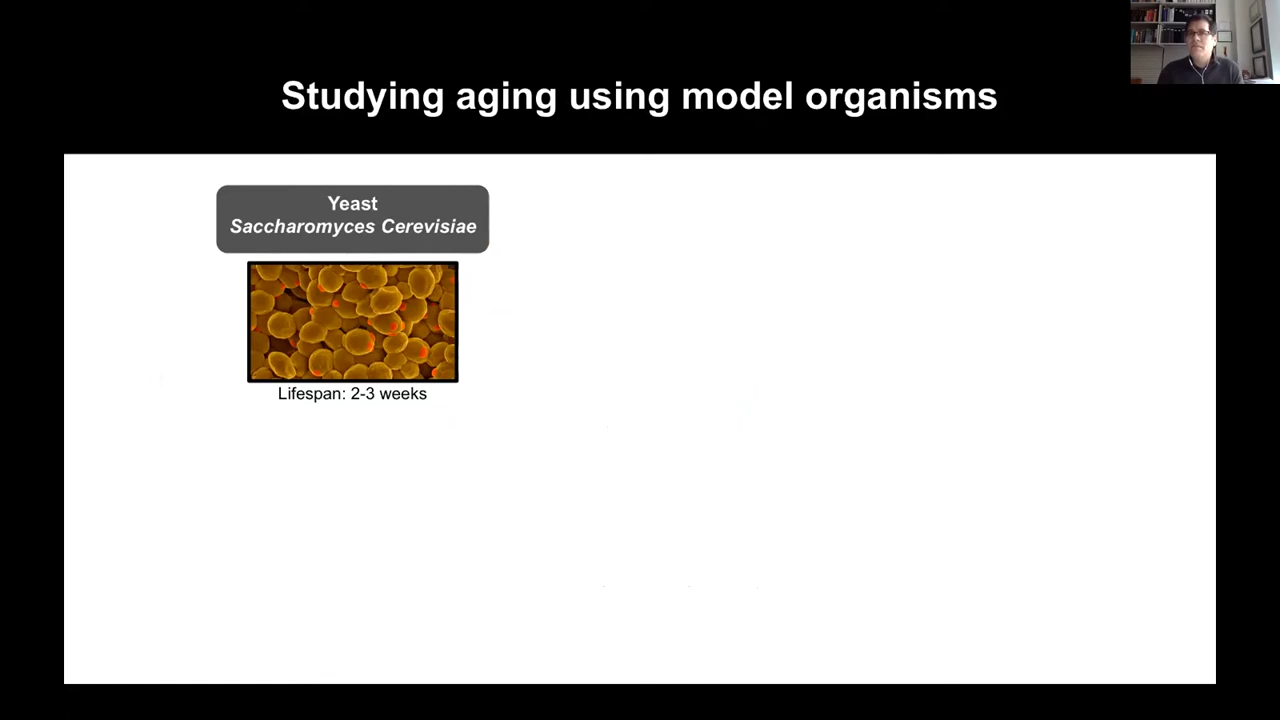 Studying aging using model organisms
Yeast
Saccharomyces Cerevisiae
Lifespan: 2-3 weeks